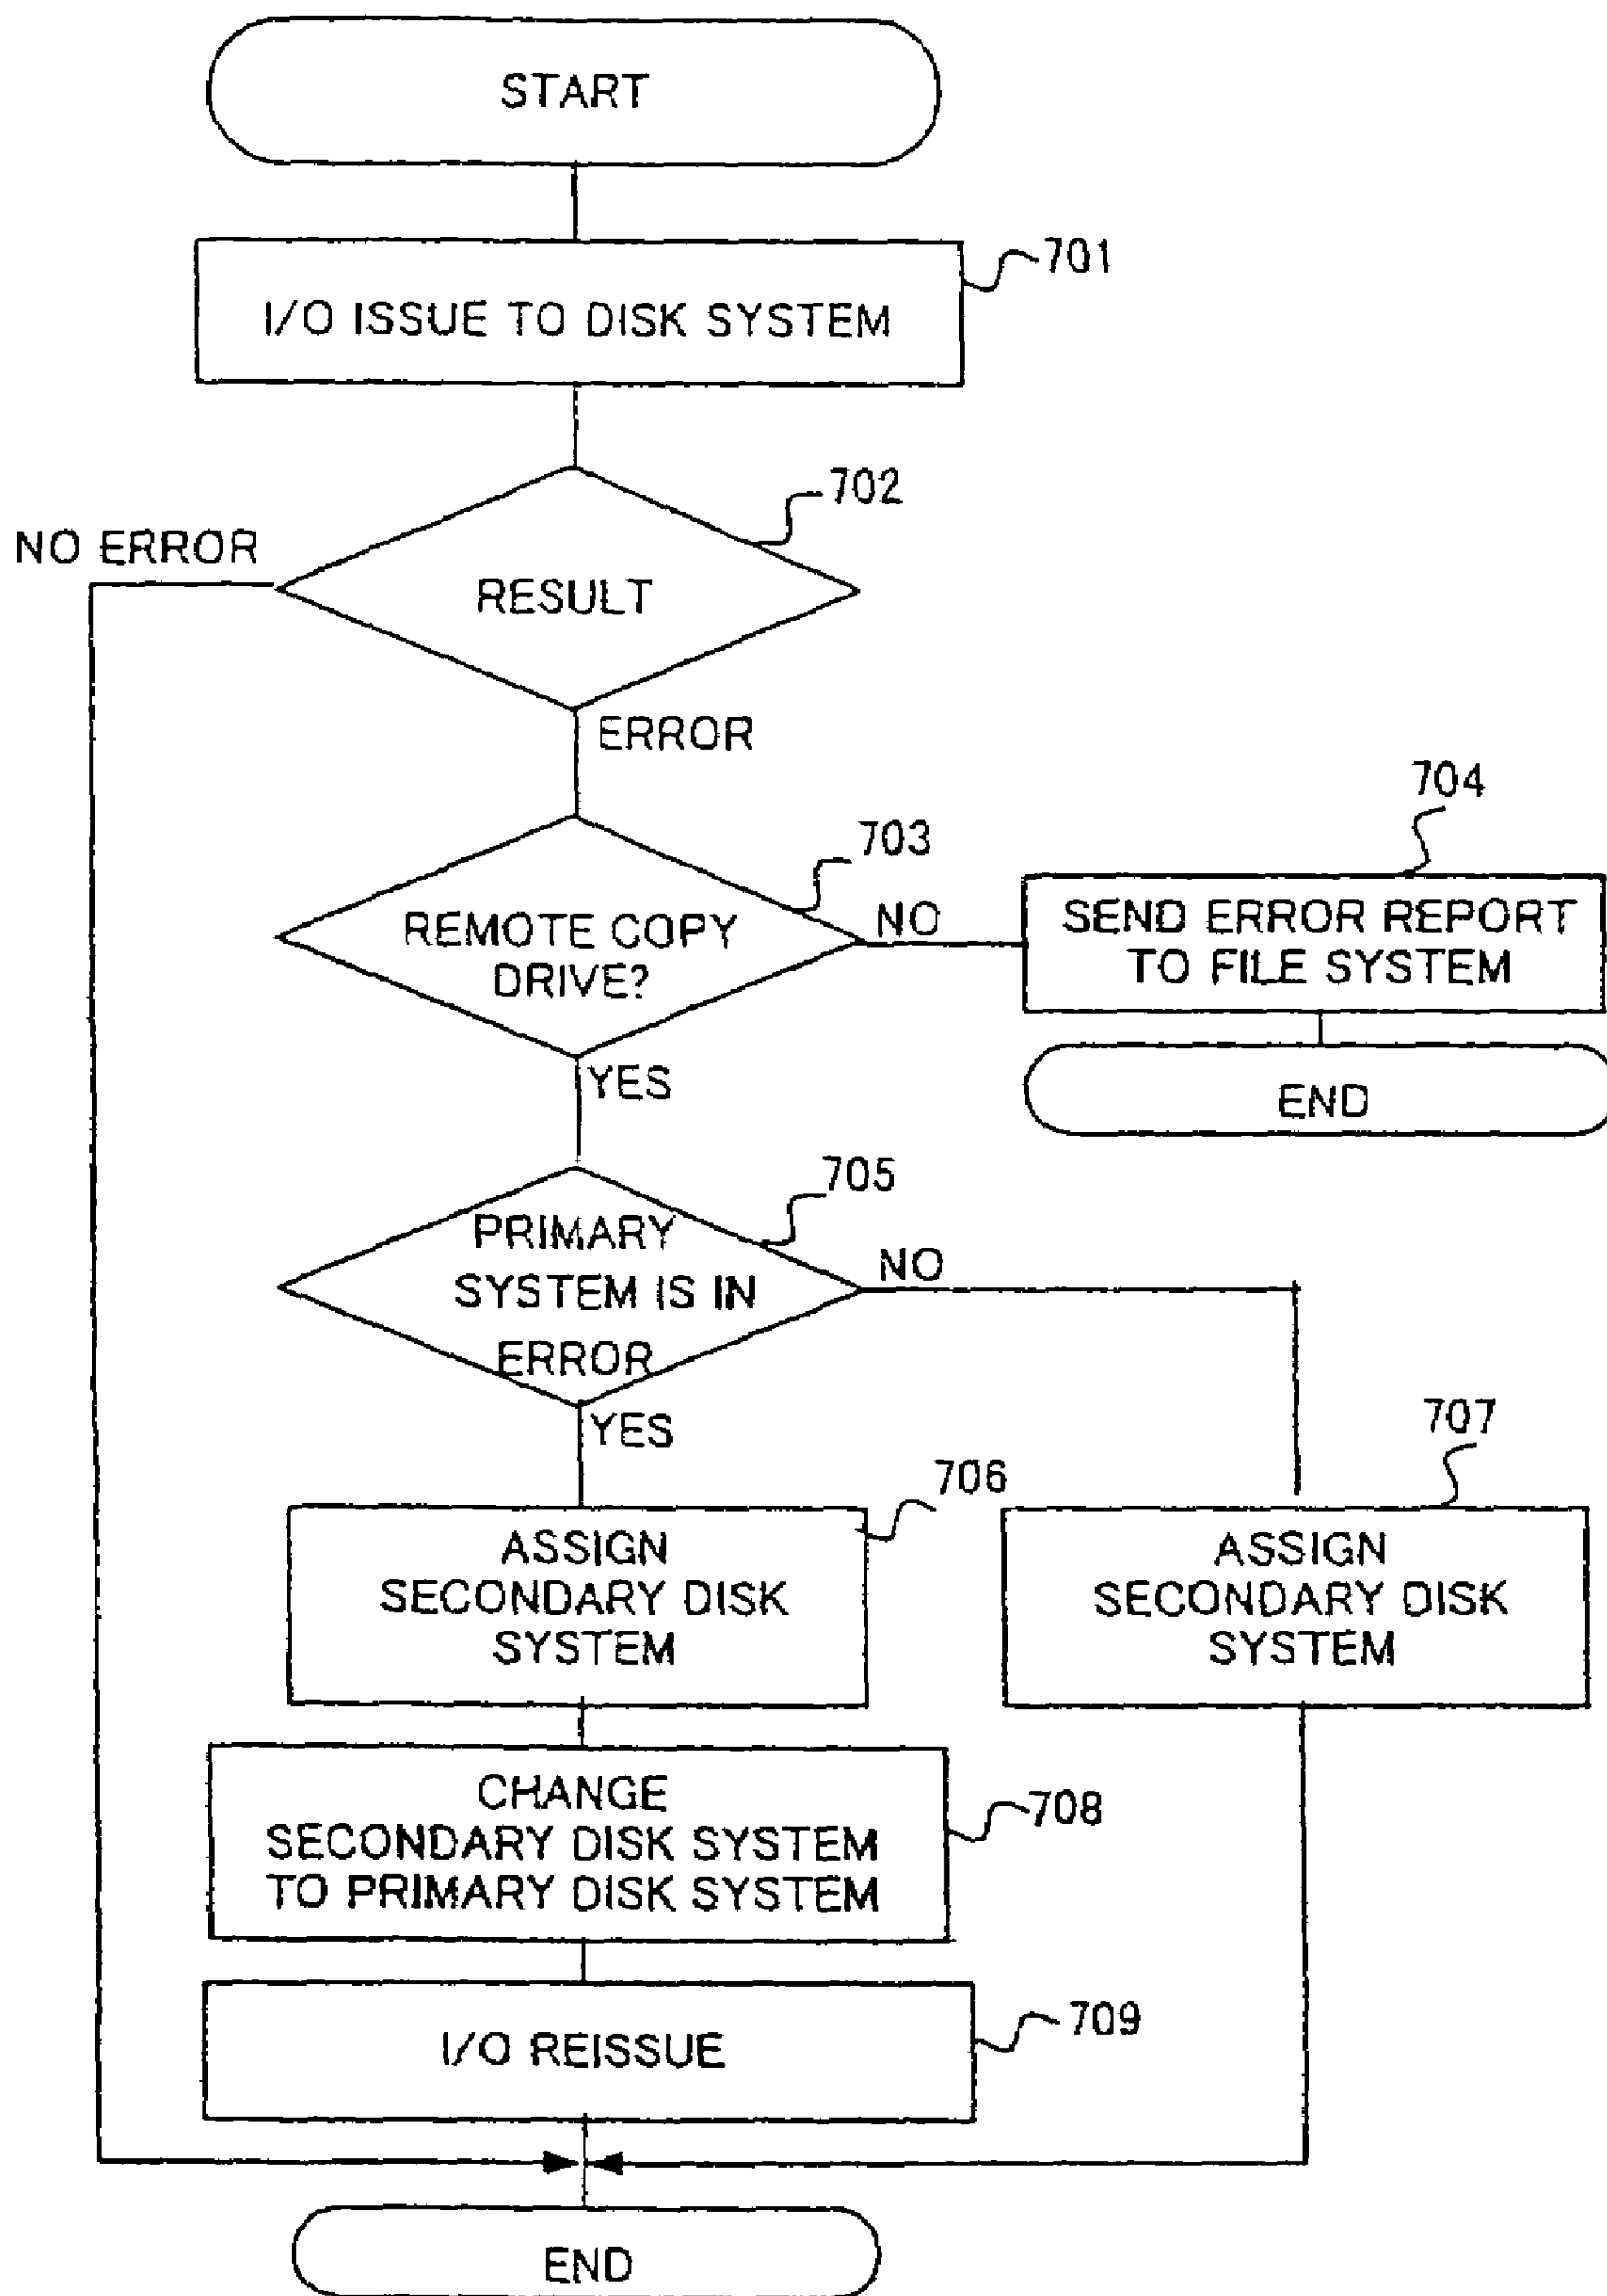 START
701
I/O ISSUE TO DISK SYSTEM
702
NO ERROR
RESULT
ERROR
703
704
REMOTE COPY
DRIVE?
NO
SEND ERROR REPORT
TO FILE SYSTEM
YES
END
705
PRIMARY
SYSTEM IS IN
ERROR
NO
YES
706
707
ASSIGN
SECONDARY DISK
SYSTEM
ASSIGN
SECONDARY DISK
SYSTEM
CHANGE
SECONDARY DISK SYSTEM
TO PRIMARY DISK SYSTEM
708
I/O REISSUE
709
END